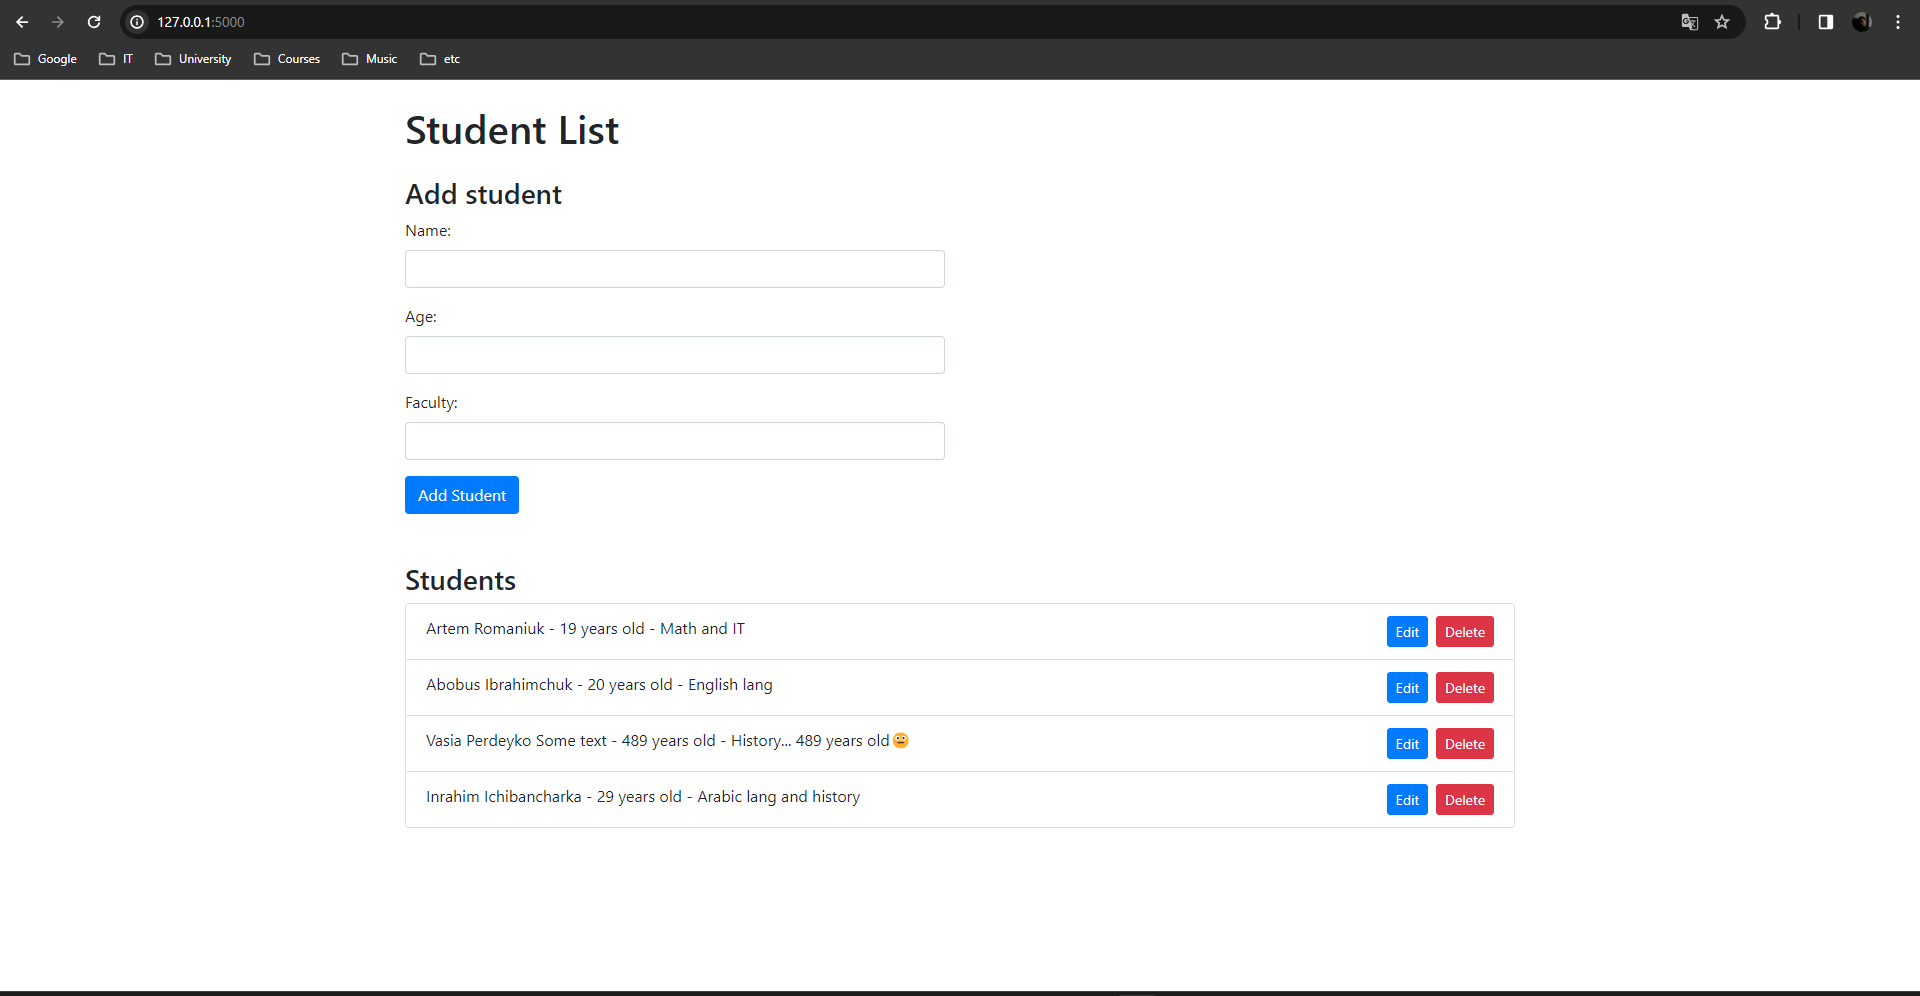 127.0.0.1:5000
Google IT University Courses Music etc
Student List
Add student
Name:
Age:
Faculty:
Add Student
Students
Artem Romaniuk - 19 years old - Math and IT Edit Delete
Abobus Ibrahimchuk - 20 years old - English lang Edit Delete
Vasia Perdeyko Some text - 489 years old - History... 489 years old😐 Edit Delete
Inrahim Ichibancharka - 29 years old - Arabic lang and history Edit Delete